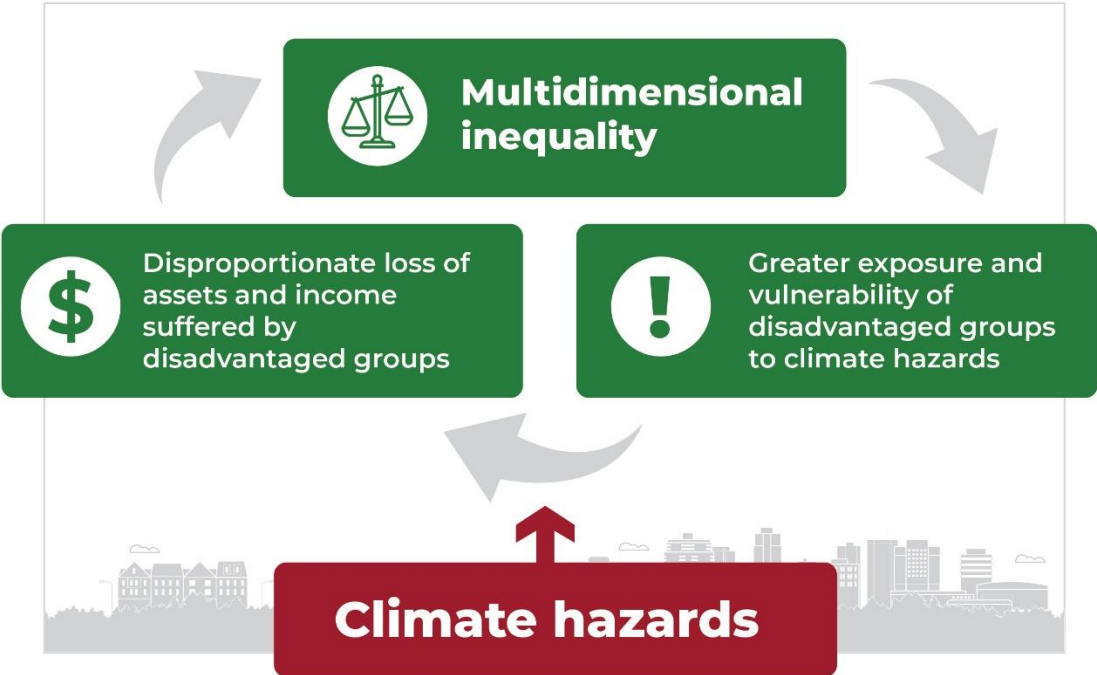 Multidimensional
inequality
$
Disproportionate loss of
assets and income
suffered by
disadvantaged groups
!
Greater exposure and
vulnerability of
disadvantaged groups
to climate hazards
Climate hazards